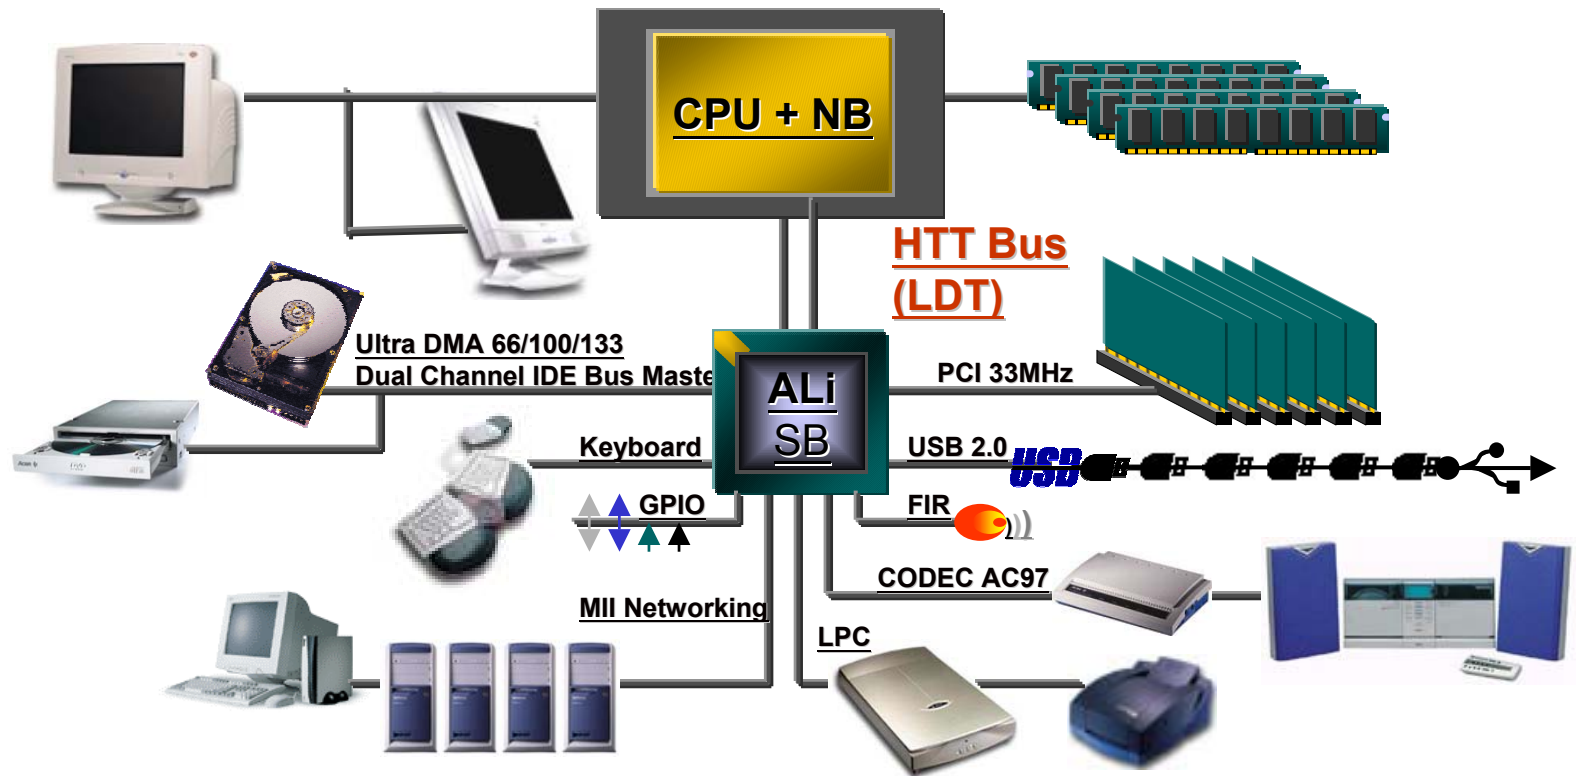 CPU + NB
HTT Bus
(LDT)
Ultra DMA 66/100/133
Dual Channel IDE Bus Maste
ALi
SB
PCI 33MHz
Keyboard
USB 2.0
USB
GPIO
FIR
CODEC AC97
MII Networking
LPC